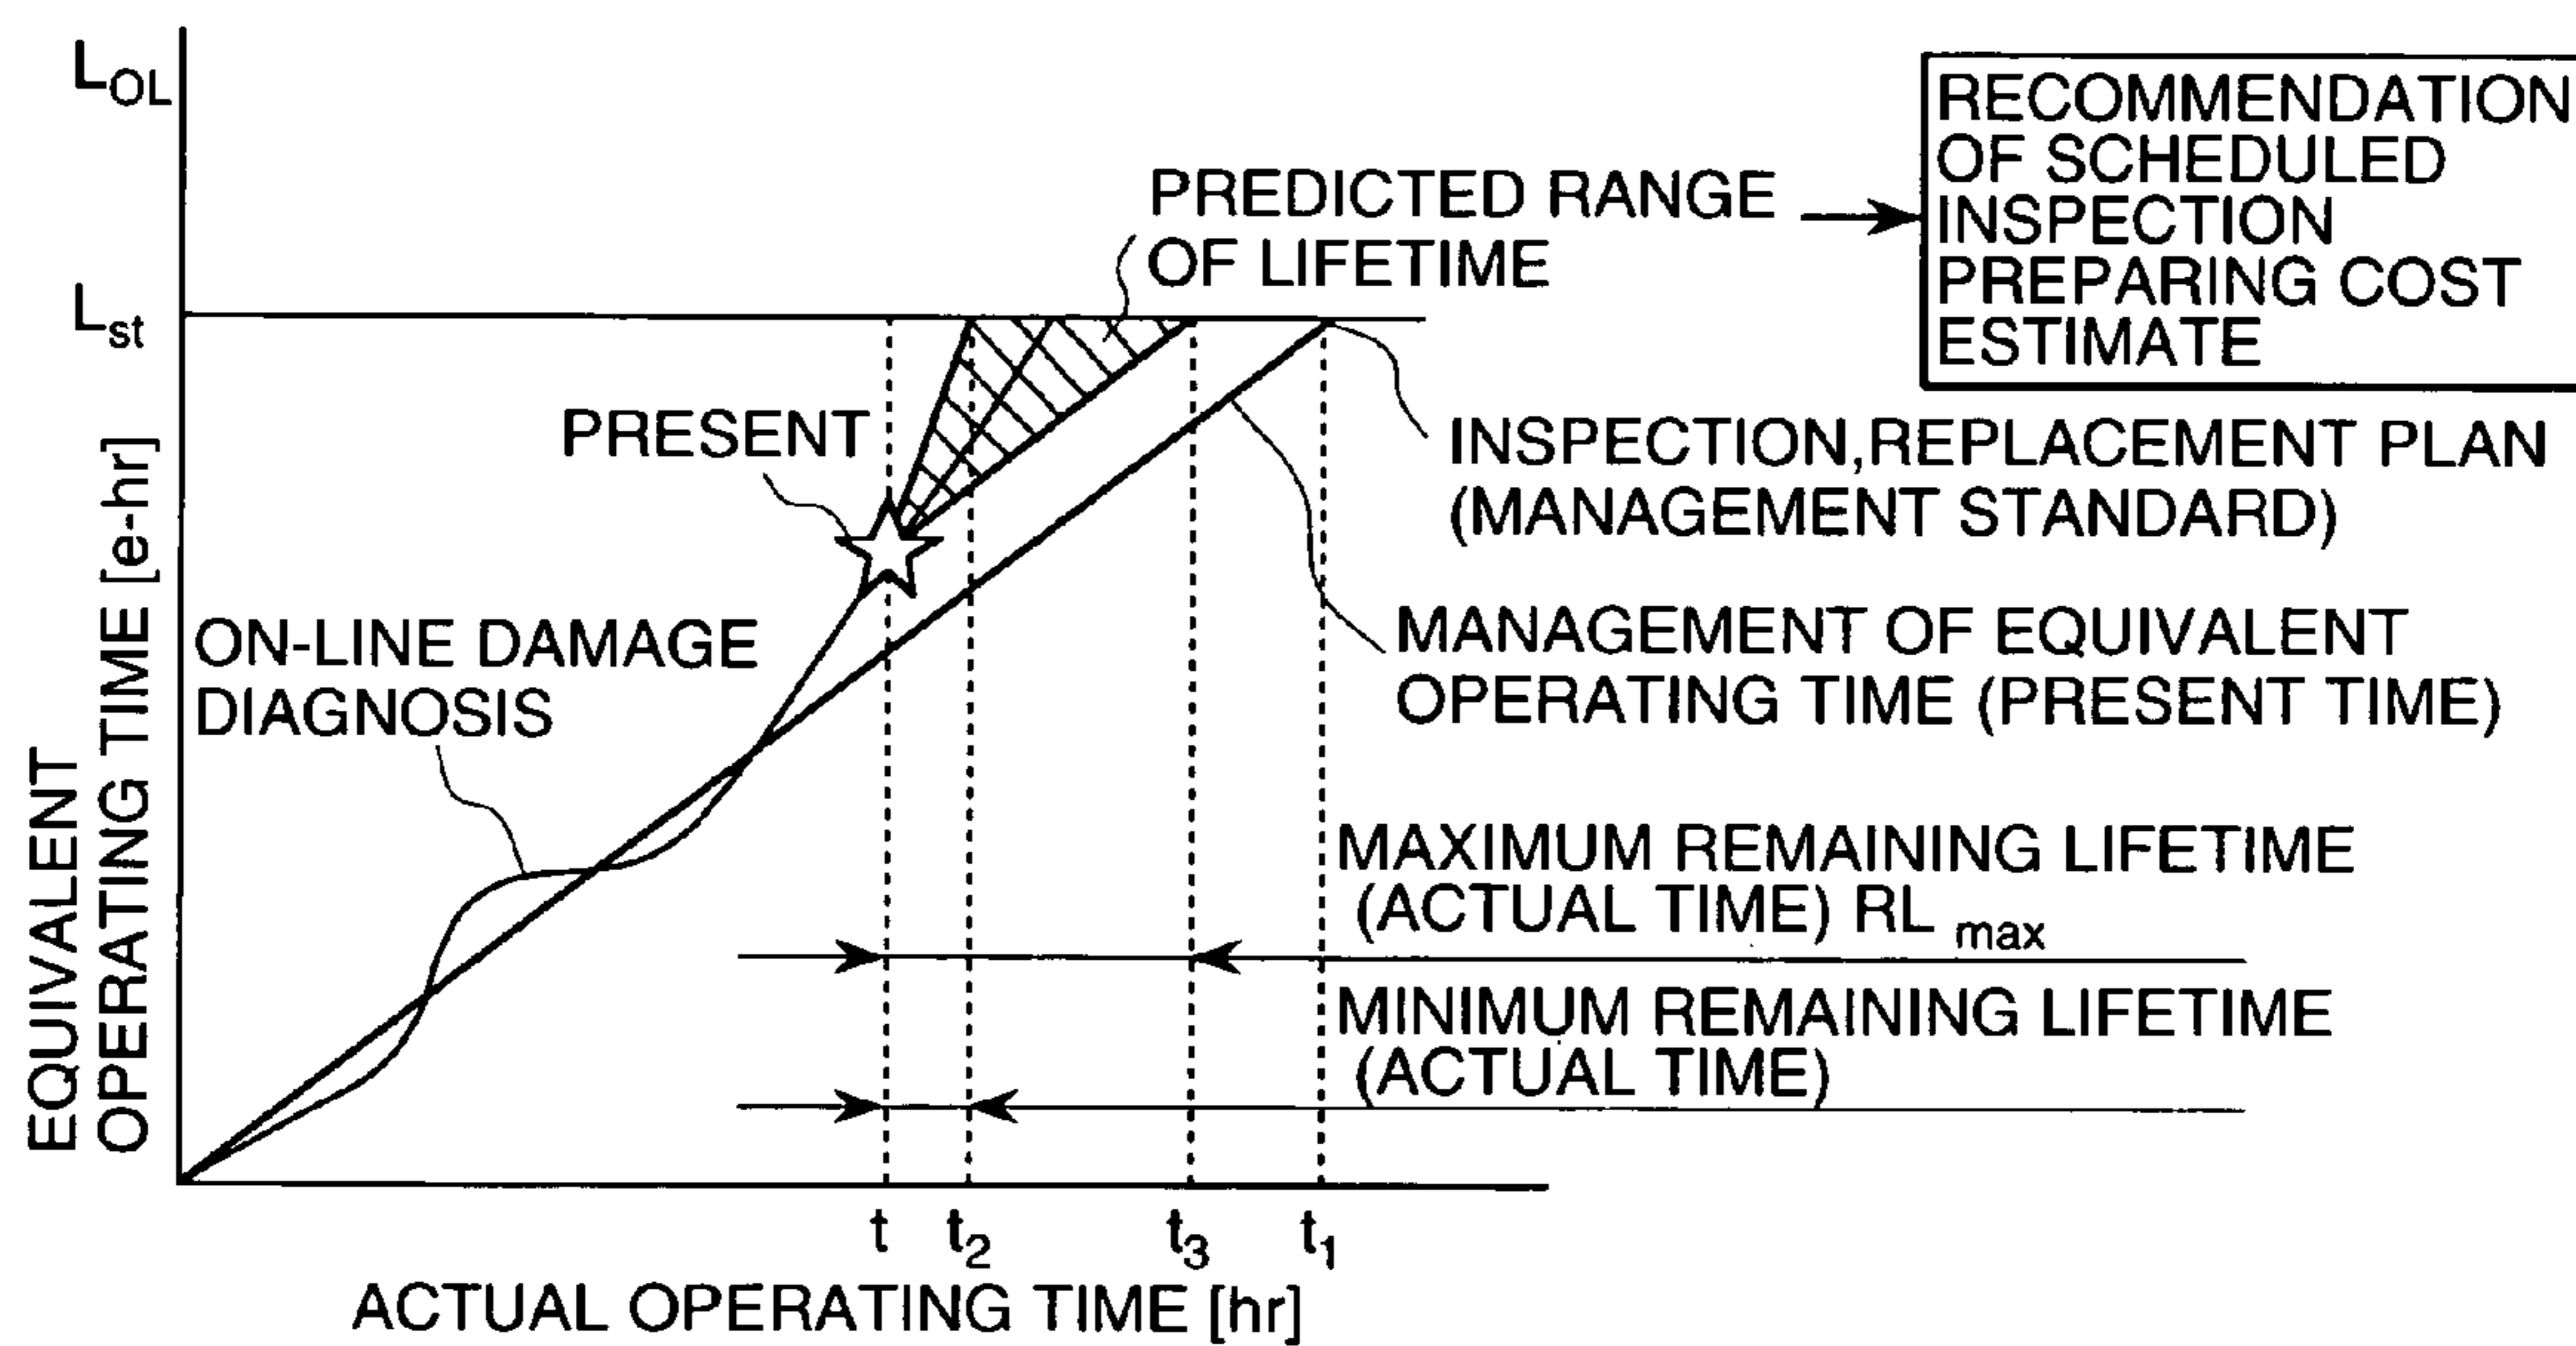 L_OL
RECOMMENDATION
OF SCHEDULED
INSPECTION
PREPARING COST
ESTIMATE
PREDICTED RANGE
OF LIFETIME
L_st
PRESENT
INSPECTION,REPLACEMENT PLAN
(MANAGEMENT STANDARD)
ON-LINE DAMAGE
DIAGNOSIS
MANAGEMENT OF EQUIVALENT
OPERATING TIME (PRESENT TIME)
EQUIVALENT
OPERATING TIME [e-hr]
MAXIMUM REMAINING LIFETIME
(ACTUAL TIME) RL max
MINIMUM REMAINING LIFETIME
(ACTUAL TIME)
t t2 t3 t1
ACTUAL OPERATING TIME [hr]